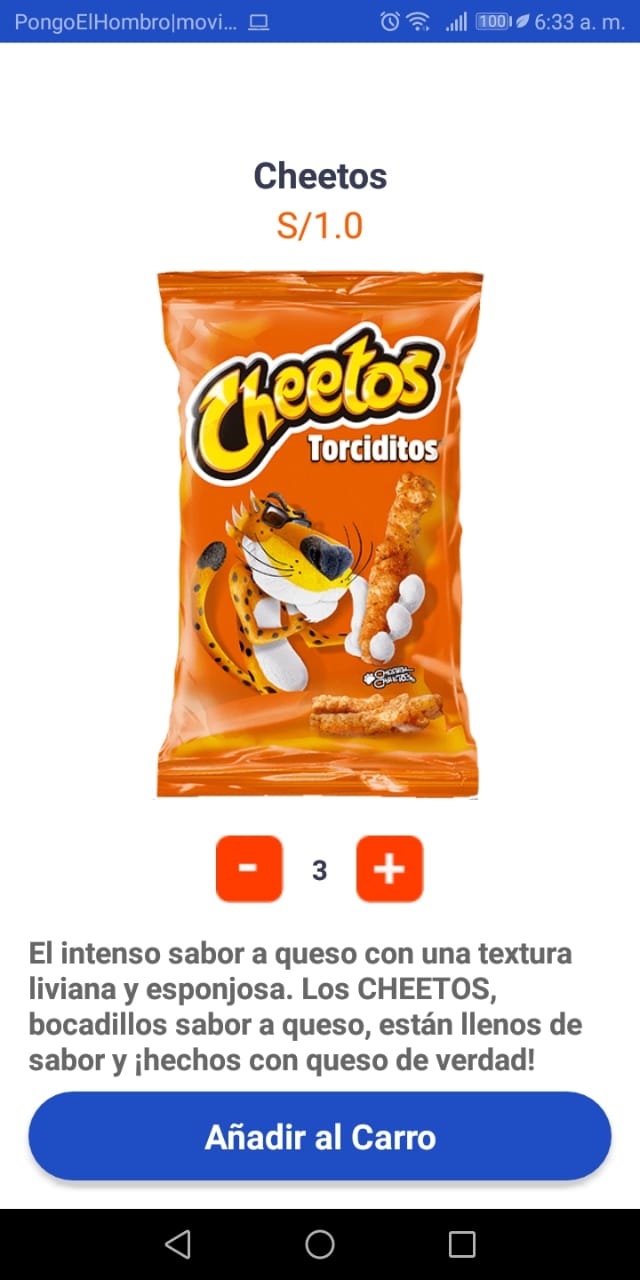 PongoElHombro|movi... 100 6:33 a. m.
Cheetos
S/1.0
Cheetos
Torciditos
- 3 +
El intenso sabor a queso con una textura
liviana y esponjosa. Los CHEETOS,
bocadillos sabor a queso, están llenos de
sabor y ¡hechos con queso de verdad!
Añadir al Carro